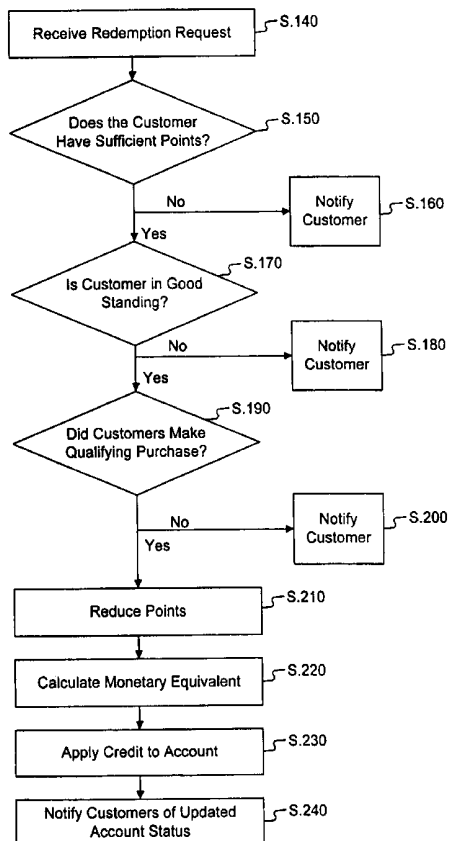 Receive Redemption Request
S.140
Does the Customer
Have Sufficient Points?
S.150
No
Notify
Customer
S.160
Yes
S.170
Is Customer in Good
Standing?
No
Notify
Customer
S.180
Yes
S.190
Did Customers Make
Qualifying Purchase?
No
Notify
Customer
S.200
Yes
Reduce Points
S.210
Calculate Monetary Equivalent
S.220
Apply Credit to Account
S.230
Notify Customers of Updated
Account Status
S.240